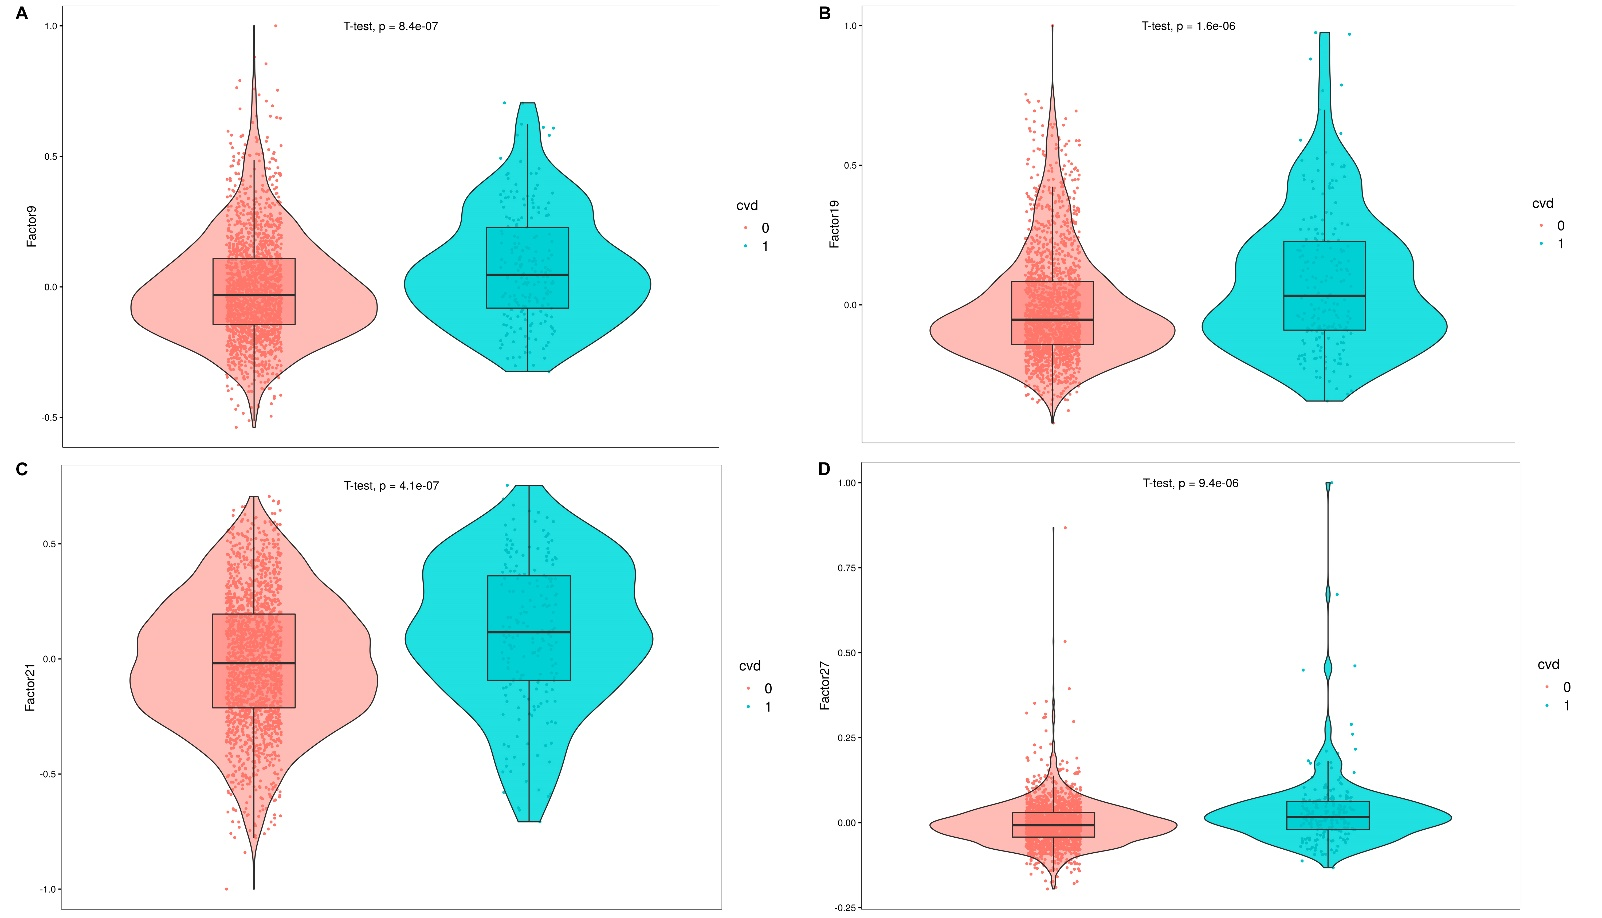 A
T-test, p = 8.4e-07
1.0
0.5
0.0
-0.5
Factor9
cvd
0
1
B
T-test, p = 1.6e-06
1.0
0.5
0.0
Factor19
cvd
0
1
C
T-test, p = 4.1e-07
0.5
0.0
-0.5
-1.0
Factor21
cvd
0
1
D
T-test, p = 9.4e-06
1.00
0.75
0.50
0.25
0.00
-0.25
Factor27
cvd
0
1